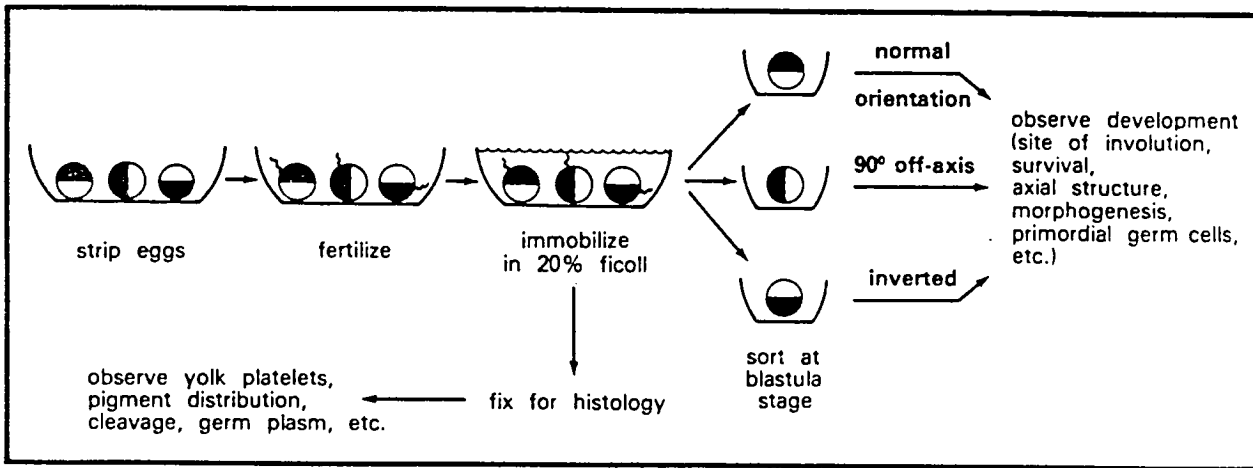 strip eggs
fertilize
immobilize
in 20% ficoll
normal
orientation
90° off-axis
inverted
sort at
blastula
stage
observe development
(site of involution,
survival,
axial structure,
morphogenesis,
primordial germ cells,
etc.)
fix for histology
observe yolk platelets,
pigment distribution,
cleavage, germ plasm, etc.